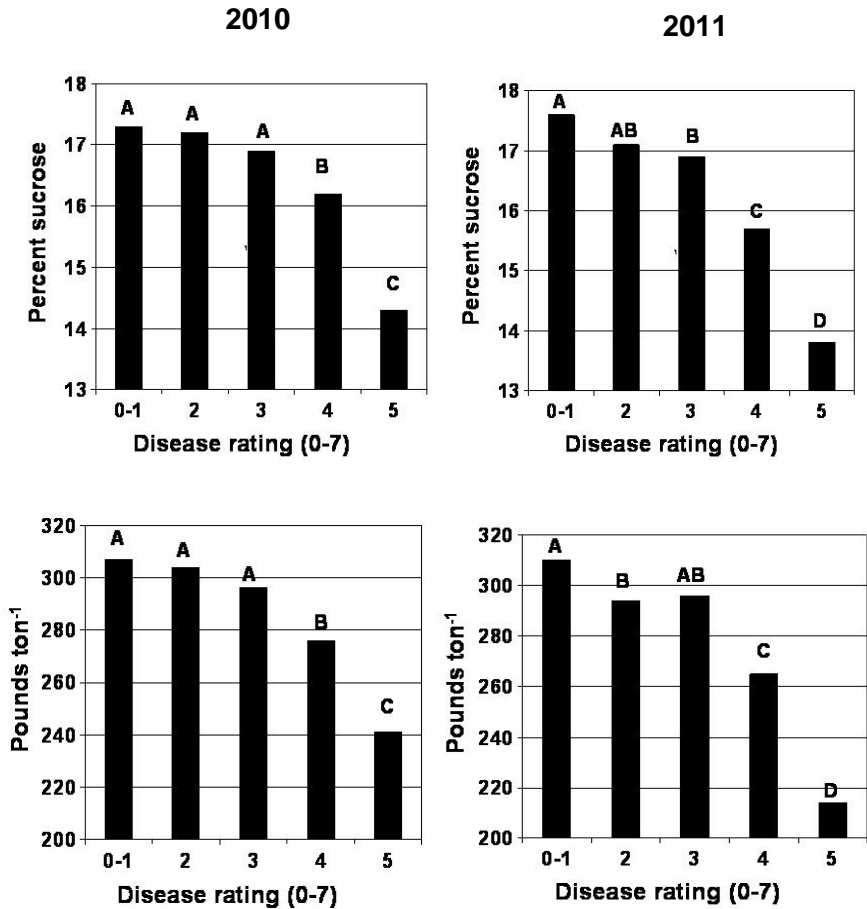 2010
2011
18
17
16
15
14
13
Percent sucrose
A
A
A
B
C
0-1 2 3 4 5
Disease rating (0-7)
18
17
16
15
14
13
Percent sucrose
A
AB
B
C
D
0-1 2 3 4 5
Disease rating (0-7)
320
300
280
260
240
220
200
Pounds ton⁻¹
A
A
A
B
C
0-1 2 3 4 5
Disease rating (0-7)
320
300
280
260
240
220
200
Pounds ton⁻¹
A
B
AB
C
D
0-1 2 3 4 5
Disease rating (0-7)